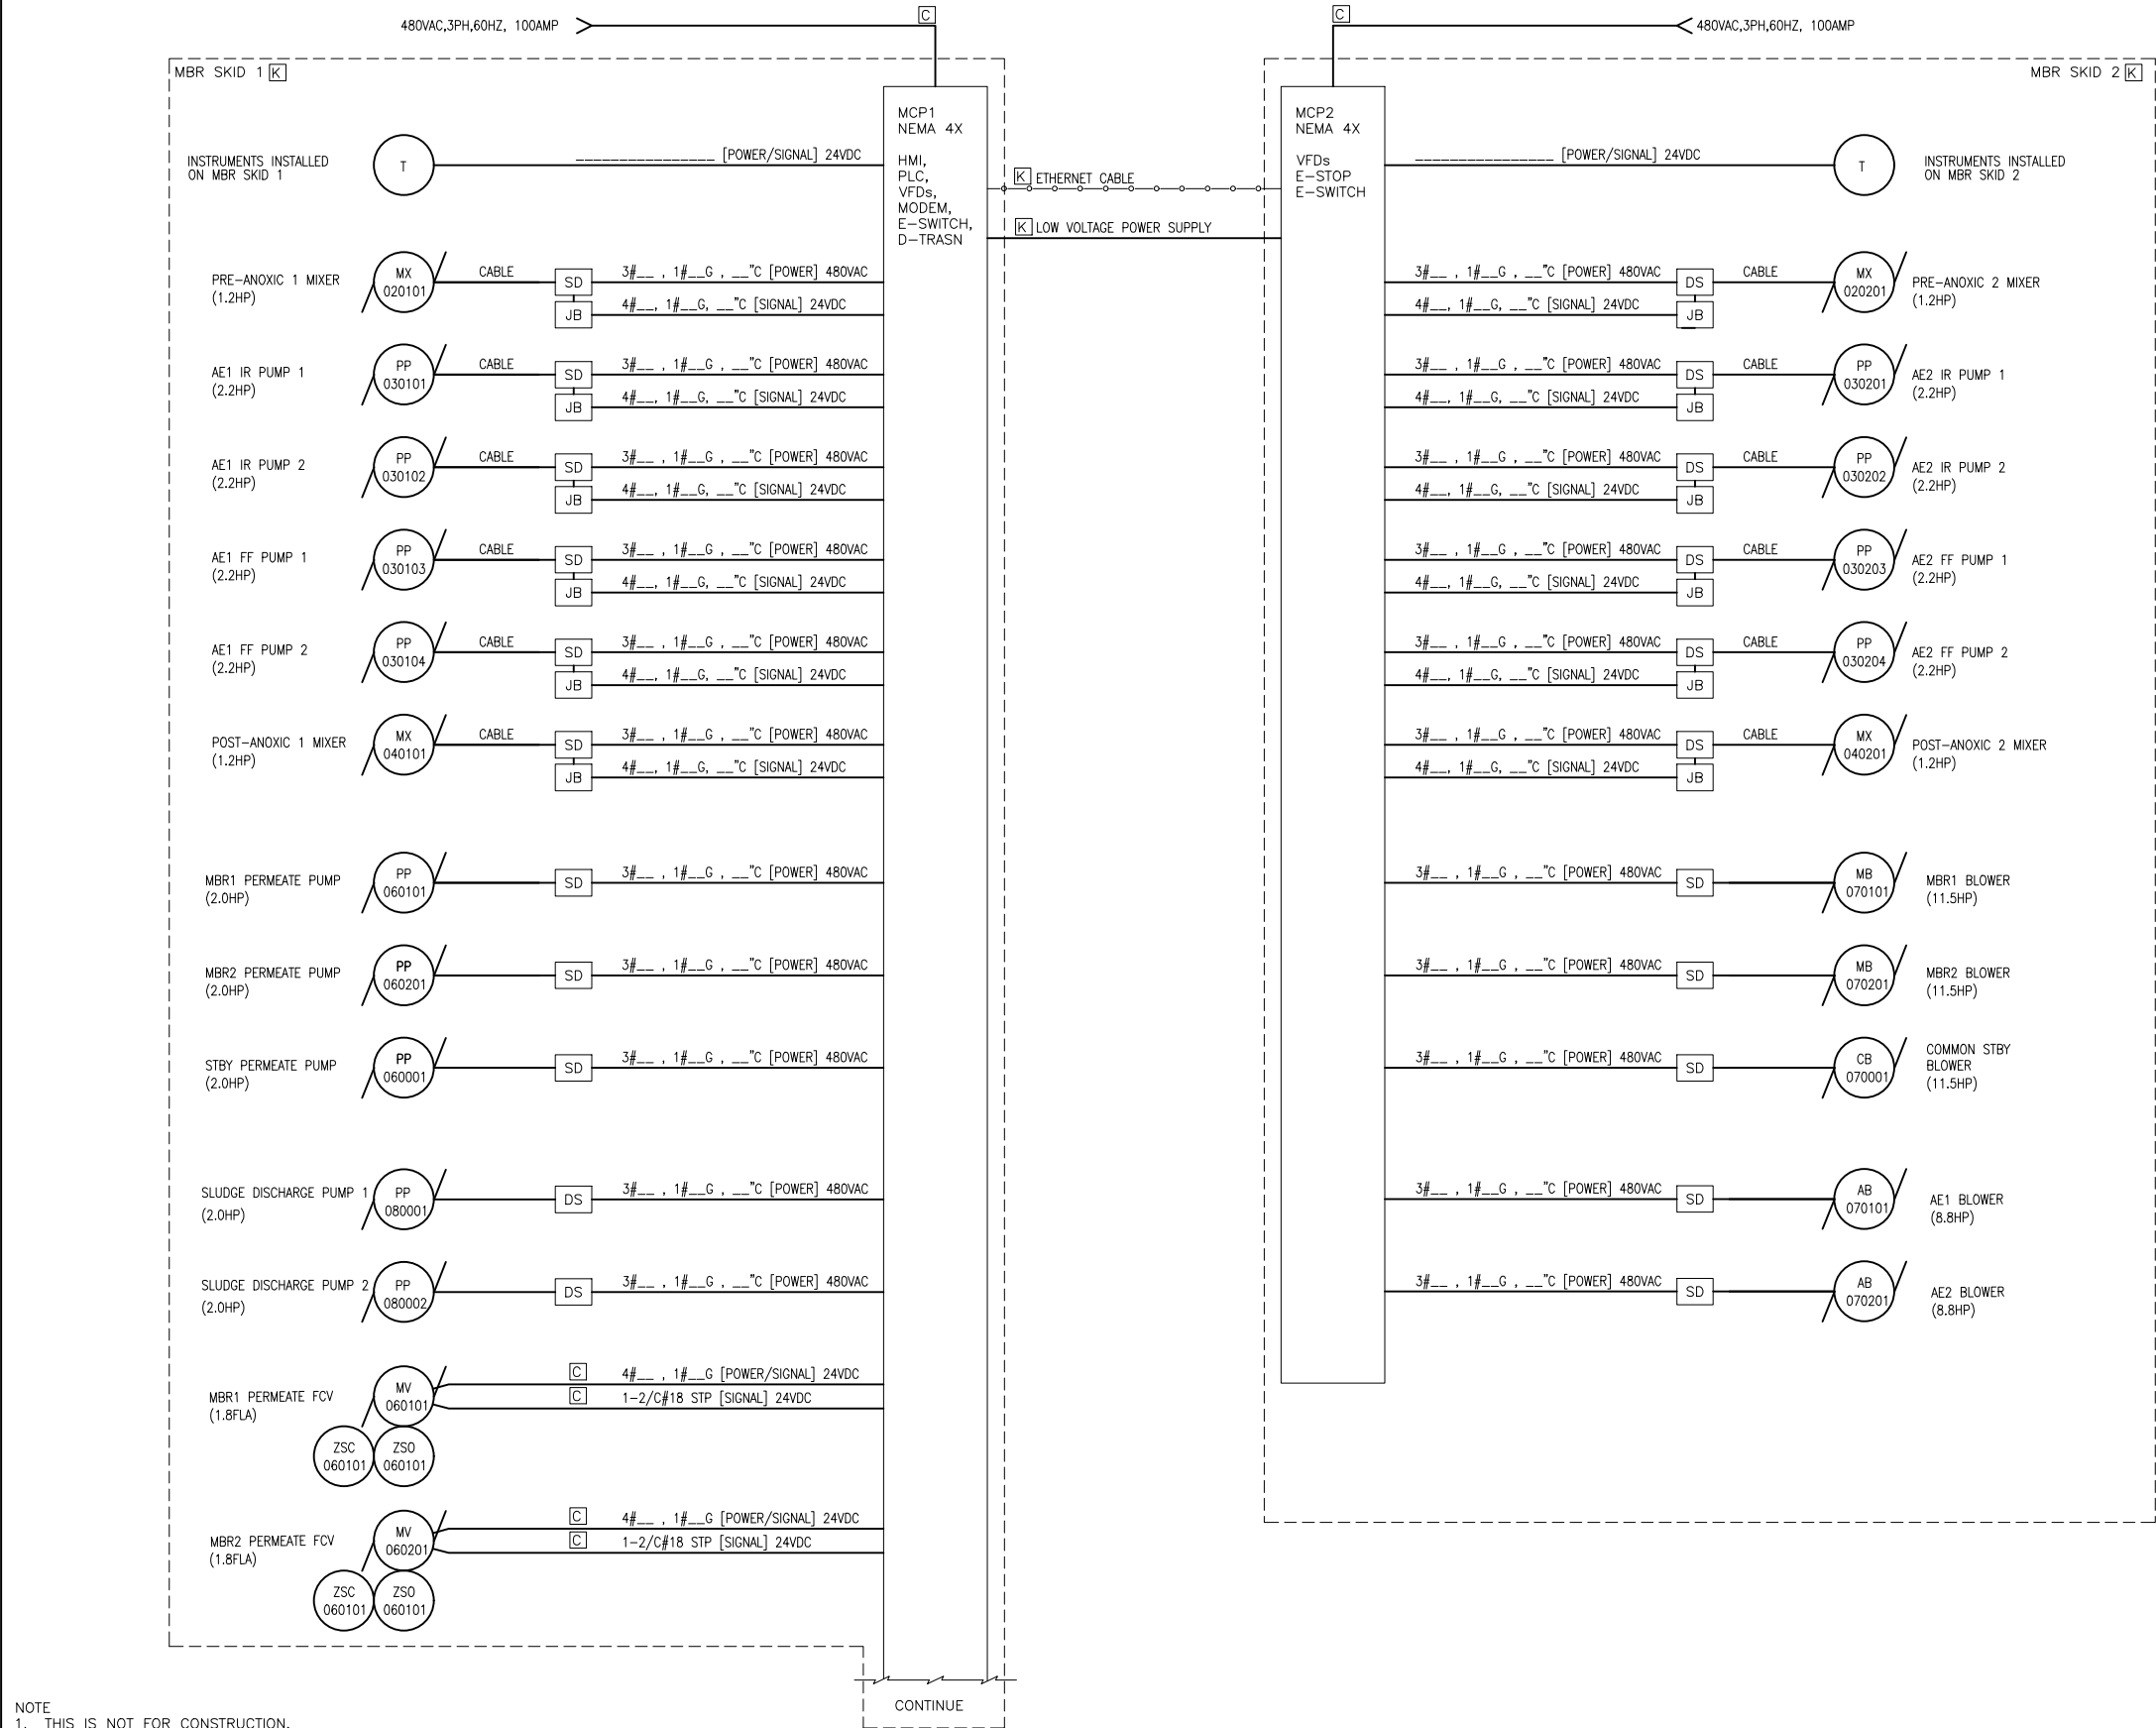 480VAC,3PH,60HZ, 100AMP
C
C
480VAC,3PH,60HZ, 100AMP
MBR SKID 1 K
MBR SKID 2 K
MCP1
NEMA 4X
HMI,
PLC,
VFDs,
MODEM,
E-SWITCH,
D-TRASN
MCP2
NEMA 4X
VFDs
E-STOP
E-SWITCH
K ETHERNET CABLE
K LOW VOLTAGE POWER SUPPLY
INSTRUMENTS INSTALLED
ON MBR SKID 1
T
________________ [POWER/SIGNAL] 24VDC
PRE-ANOXIC 1 MIXER
(1.2HP)
MX
020101
CABLE
SD
3#__ , 1#__G , __"C [POWER] 480VAC
JB
4#__, 1#__G, __"C [SIGNAL] 24VDC
AE1 IR PUMP 1
(2.2HP)
PP
030101
CABLE
SD
3#__ , 1#__G , __"C [POWER] 480VAC
JB
4#__, 1#__G, __"C [SIGNAL] 24VDC
AE1 IR PUMP 2
(2.2HP)
PP
030102
CABLE
SD
3#__ , 1#__G , __"C [POWER] 480VAC
JB
4#__, 1#__G, __"C [SIGNAL] 24VDC
AE1 FF PUMP 1
(2.2HP)
PP
030103
CABLE
SD
3#__ , 1#__G , __"C [POWER] 480VAC
JB
4#__, 1#__G, __"C [SIGNAL] 24VDC
AE1 FF PUMP 2
(2.2HP)
PP
030104
CABLE
SD
3#__ , 1#__G , __"C [POWER] 480VAC
JB
4#__, 1#__G, __"C [SIGNAL] 24VDC
POST-ANOXIC 1 MIXER
(1.2HP)
MX
040101
CABLE
SD
3#__ , 1#__G , __"C [POWER] 480VAC
JB
4#__, 1#__G, __"C [SIGNAL] 24VDC
MBR1 PERMEATE PUMP
(2.0HP)
PP
060101
SD
3#__ , 1#__G , __"C [POWER] 480VAC
MBR2 PERMEATE PUMP
(2.0HP)
PP
060201
SD
3#__ , 1#__G , __"C [POWER] 480VAC
STBY PERMEATE PUMP
(2.0HP)
PP
060001
SD
3#__ , 1#__G , __"C [POWER] 480VAC
SLUDGE DISCHARGE PUMP 1
(2.0HP)
PP
080001
DS
3#__ , 1#__G , __"C [POWER] 480VAC
SLUDGE DISCHARGE PUMP 2
(2.0HP)
PP
080002
DS
3#__ , 1#__G , __"C [POWER] 480VAC
MBR1 PERMEATE FCV
(1.8FLA)
MV
060101
C 4#__ , 1#__G [POWER/SIGNAL] 24VDC
C 1-2/C#18 STP [SIGNAL] 24VDC
ZSC
060101
ZSO
060101
MBR2 PERMEATE FCV
(1.8FLA)
MV
060201
C 4#__ , 1#__G [POWER/SIGNAL] 24VDC
C 1-2/C#18 STP [SIGNAL] 24VDC
ZSC
060101
ZSO
060101
CONTINUE
________________ [POWER/SIGNAL] 24VDC
T
INSTRUMENTS INSTALLED
ON MBR SKID 2
3#__ , 1#__G , __"C [POWER] 480VAC
DS
CABLE
4#__, 1#__G, __"C [SIGNAL] 24VDC
JB
MX
020201
PRE-ANOXIC 2 MIXER
(1.2HP)
3#__ , 1#__G , __"C [POWER] 480VAC
DS
CABLE
4#__, 1#__G, __"C [SIGNAL] 24VDC
JB
PP
030201
AE2 IR PUMP 1
(2.2HP)
3#__ , 1#__G , __"C [POWER] 480VAC
DS
CABLE
4#__, 1#__G, __"C [SIGNAL] 24VDC
JB
PP
030202
AE2 IR PUMP 2
(2.2HP)
3#__ , 1#__G , __"C [POWER] 480VAC
DS
CABLE
4#__, 1#__G, __"C [SIGNAL] 24VDC
JB
PP
030203
AE2 FF PUMP 1
(2.2HP)
3#__ , 1#__G , __"C [POWER] 480VAC
DS
CABLE
4#__, 1#__G, __"C [SIGNAL] 24VDC
JB
PP
030204
AE2 FF PUMP 2
(2.2HP)
3#__ , 1#__G , __"C [POWER] 480VAC
DS
CABLE
4#__, 1#__G, __"C [SIGNAL] 24VDC
JB
MX
040201
POST-ANOXIC 2 MIXER
(1.2HP)
3#__ , 1#__G , __"C [POWER] 480VAC
SD
MB
070101
MBR1 BLOWER
(11.5HP)
3#__ , 1#__G , __"C [POWER] 480VAC
SD
MB
070201
MBR2 BLOWER
(11.5HP)
3#__ , 1#__G , __"C [POWER] 480VAC
SD
CB
070001
COMMON STBY
BLOWER
(11.5HP)
3#__ , 1#__G , __"C [POWER] 480VAC
SD
AB
070101
AE1 BLOWER
(8.8HP)
3#__ , 1#__G , __"C [POWER] 480VAC
SD
AB
070201
AE2 BLOWER
(8.8HP)
NOTE
1. THIS IS NOT FOR CONSTRUCTION.